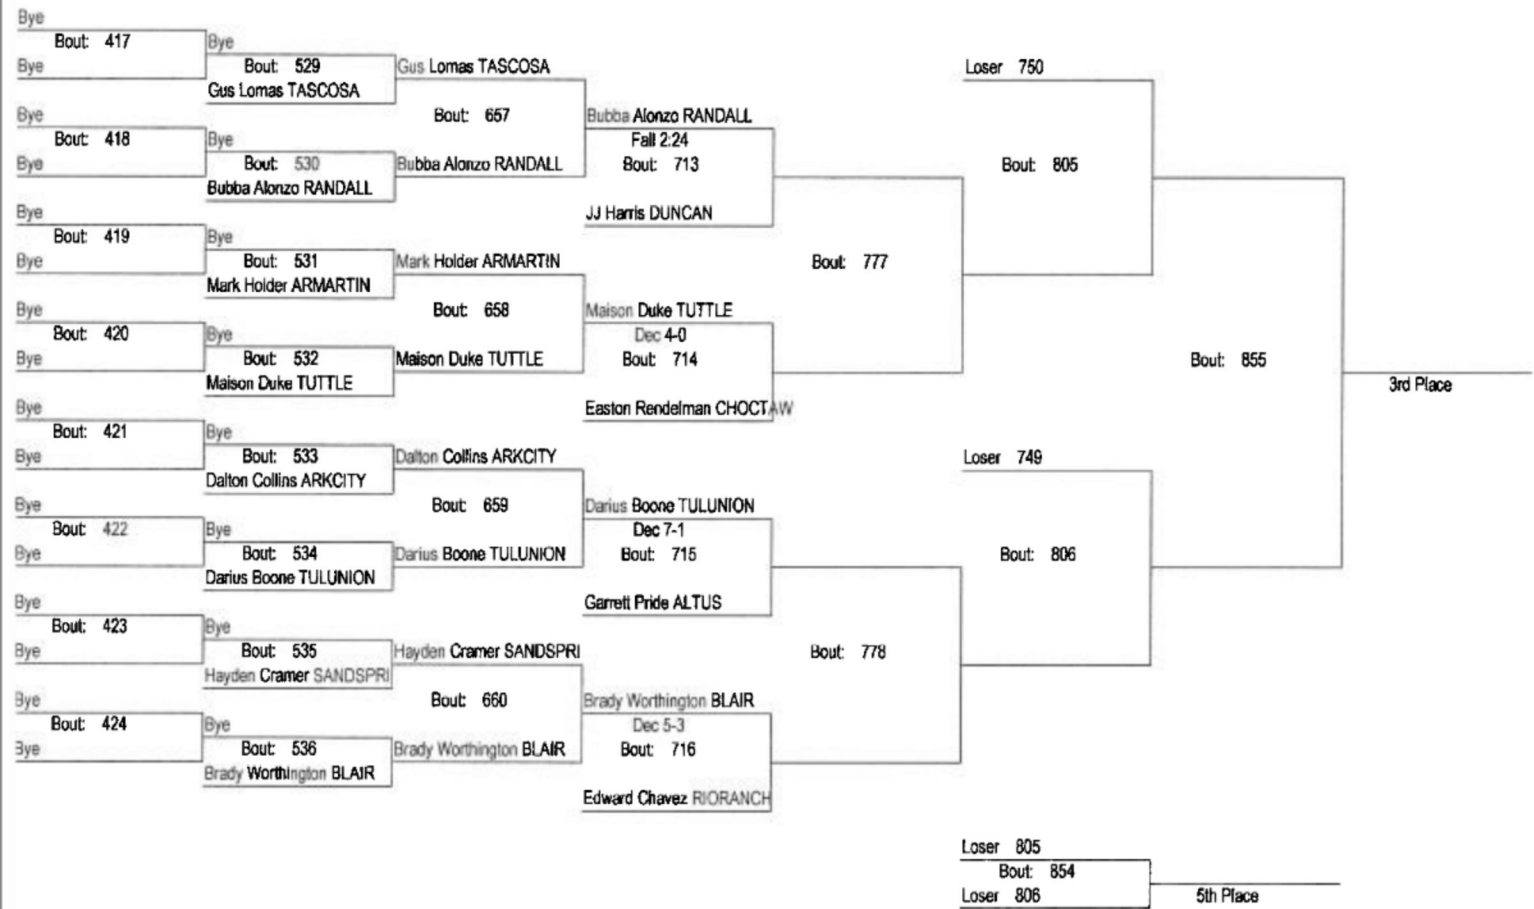 Bye
Bout: 417
Bye
Bye
Bout: 529
Gus Lomas TASCOSA
Bye
Bout: 418
Bye
Bye
Bout: 530
Bubba Alonzo RANDALL
Bye
Bout: 419
Bye
Bye
Bout: 531
Mark Holder ARMARTIN
Bye
Bout: 420
Bye
Bye
Bout: 532
Maison Duke TUTTLE
Bye
Bout: 421
Bye
Bye
Bout: 533
Dalton Collins ARKCITY
Bye
Bout: 422
Bye
Bye
Bout: 534
Darius Boone TULUNION
Bye
Bout: 423
Bye
Bye
Bout: 535
Hayden Cramer SANDSPRI
Bye
Bout: 424
Bye
Bye
Bout: 536
Brady Worthington BLAIR
Gus Lomas TASCOSA
Bout: 657
Bubba Alonzo RANDALL
Mark Holder ARMARTIN
Bout: 658
Maison Duke TUTTLE
Dalton Collins ARKCITY
Bout: 659
Darius Boone TULUNION
Hayden Cramer SANDSPRI
Bout: 660
Brady Worthington BLAIR
Bubba Alonzo RANDALL
Fall 2:24
Bout: 713
JJ Harris DUNCAN
Maison Duke TUTTLE
Dec 4-0
Bout: 714
Easton Rendelman CHOCTAW
Darius Boone TULUNION
Dec 7-1
Bout: 715
Garrett Pride ALTUS
Brady Worthington BLAIR
Dec 5-3
Bout: 716
Edward Chavez RIORANCH
Bout: 777
Bout: 778
Loser 750
Bout: 805
Loser 749
Bout: 806
Bout: 855
3rd Place
Loser 805
Bout: 854
Loser 806
5th Place